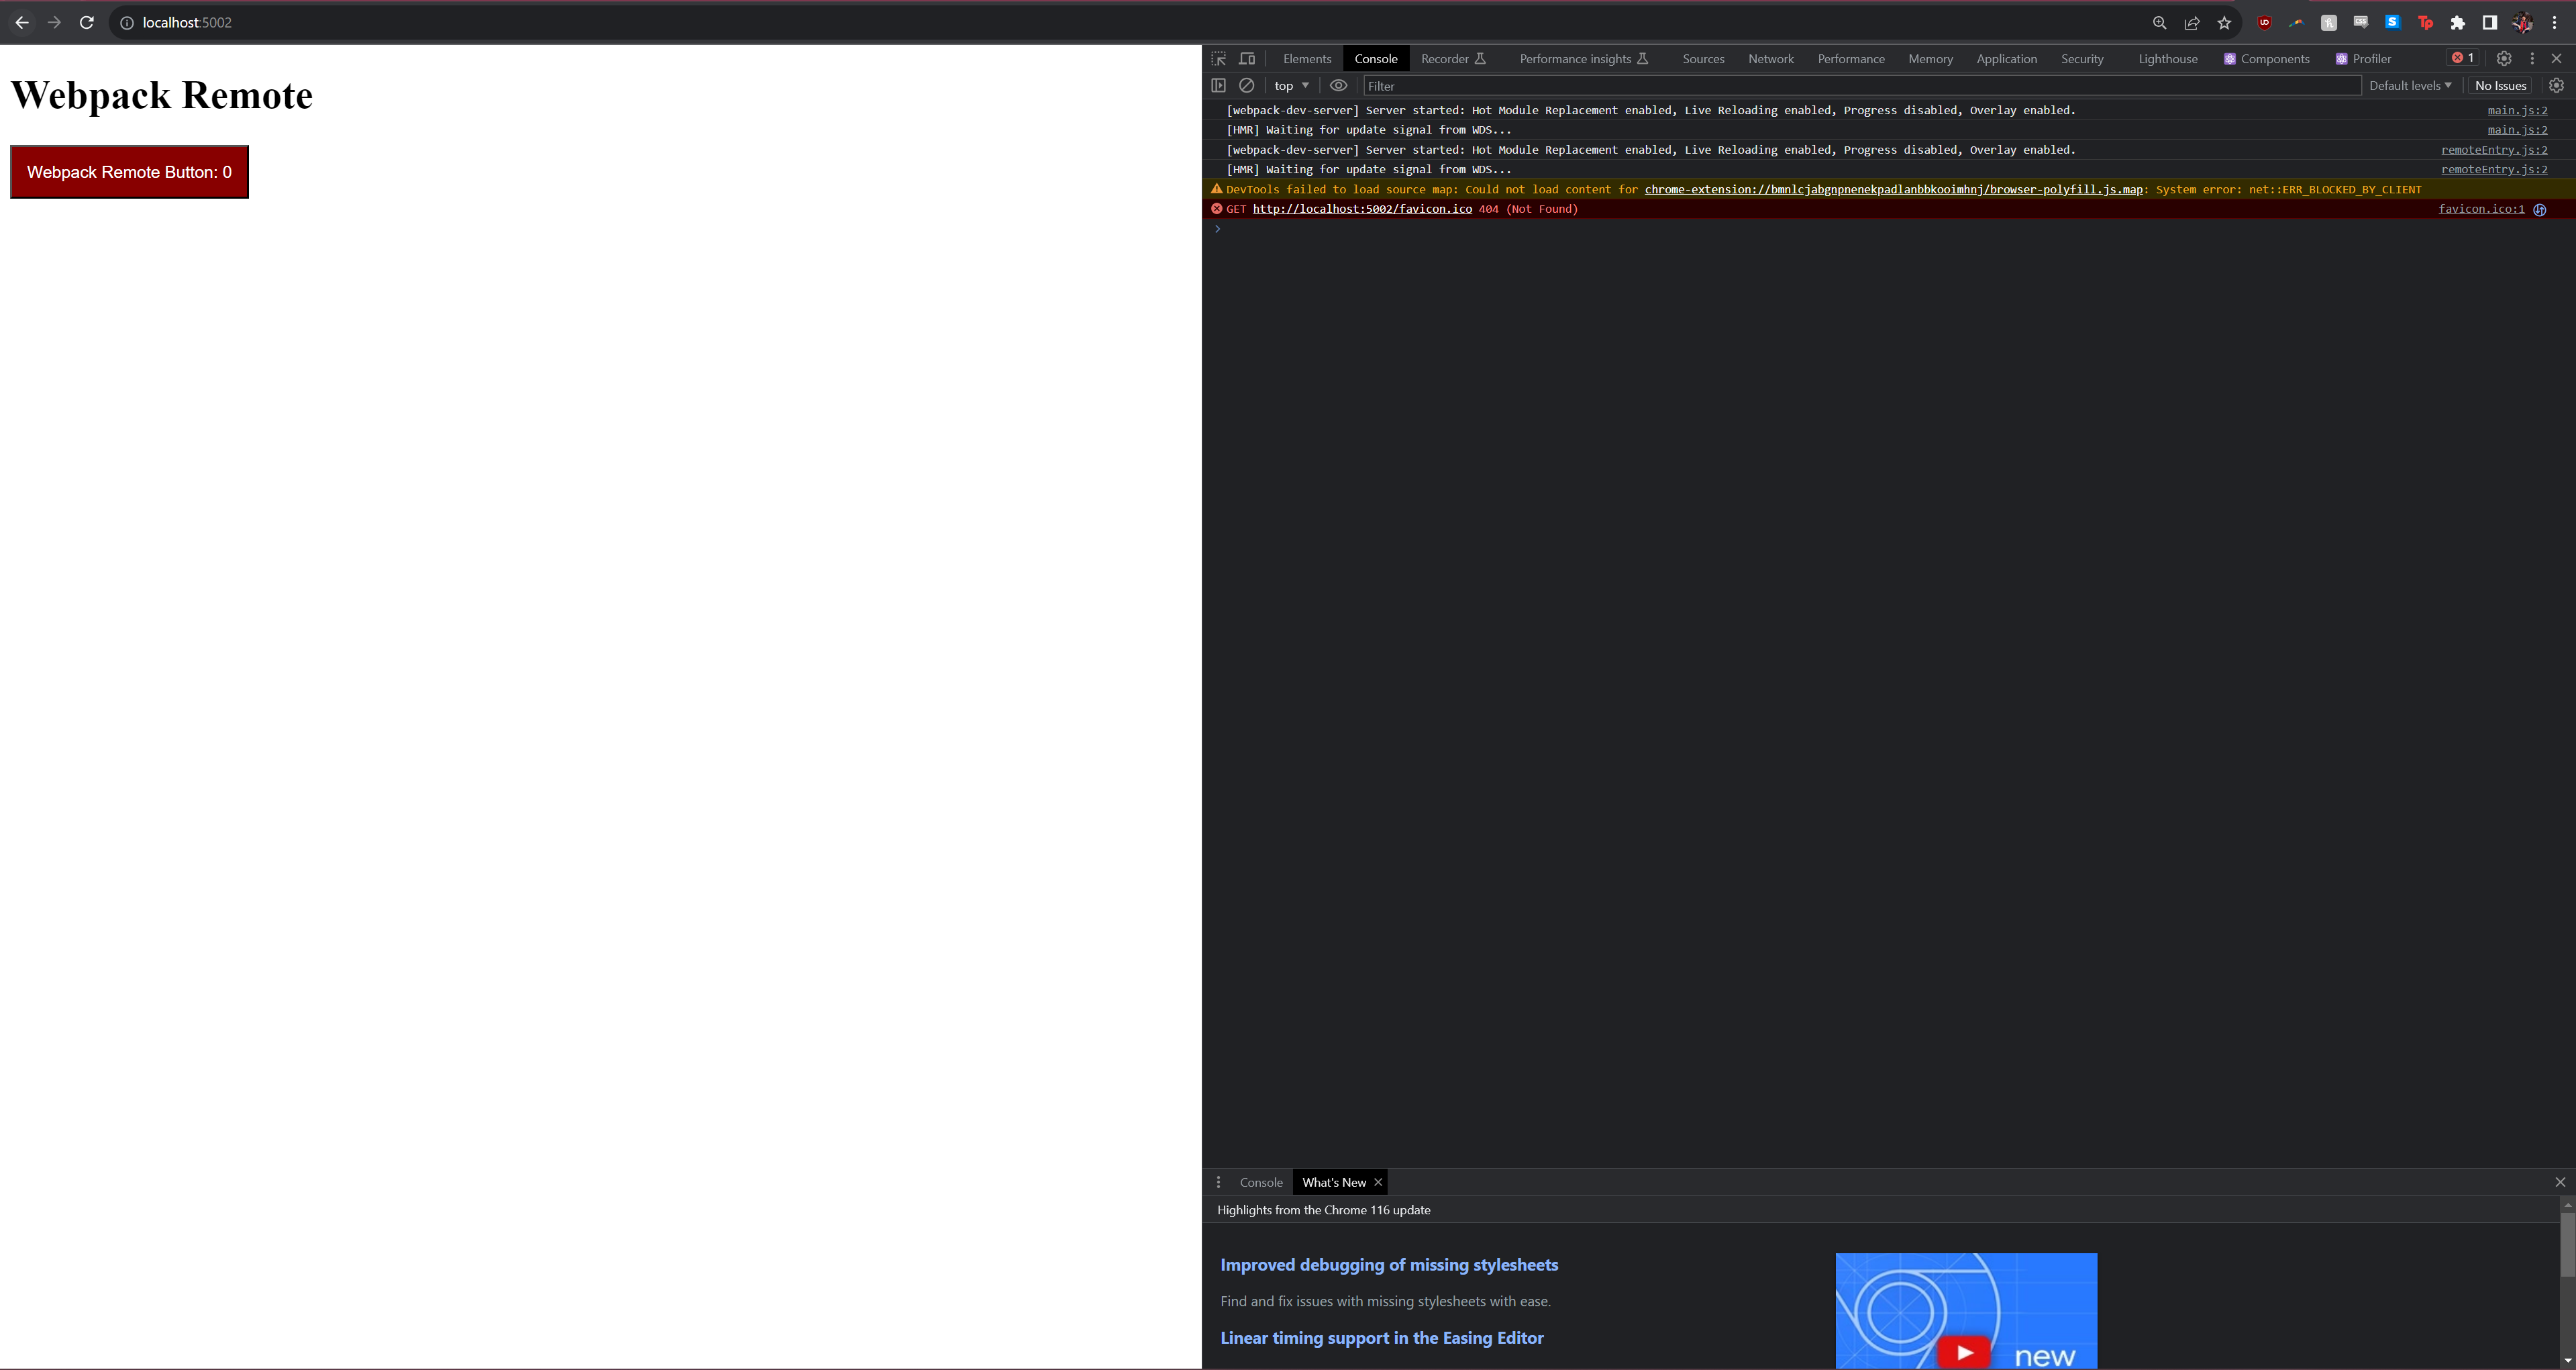 localhost:5002
Webpack Remote
Webpack Remote Button: 0
Elements Console Recorder Performance insights Sources Network Performance Memory Application Security Lighthouse Components Profiler 1
top Filter Default levels No Issues
[webpack-dev-server] Server started: Hot Module Replacement enabled, Live Reloading enabled, Progress disabled, Overlay enabled. main.js:2
[HMR] Waiting for update signal from WDS... main.js:2
[webpack-dev-server] Server started: Hot Module Replacement enabled, Live Reloading enabled, Progress disabled, Overlay enabled. remoteEntry.js:2
[HMR] Waiting for update signal from WDS... remoteEntry.js:2
DevTools failed to load source map: Could not load content for chrome-extension://bmnlcjabgnpnenekpadlanbbkooimhnj/browser-polyfill.js.map: System error: net::ERR_BLOCKED_BY_CLIENT
GET http://localhost:5002/favicon.ico 404 (Not Found) favicon.ico:1
Console What's New
Highlights from the Chrome 116 update
Improved debugging of missing stylesheets
Find and fix issues with missing stylesheets with ease.
Linear timing support in the Easing Editor
new